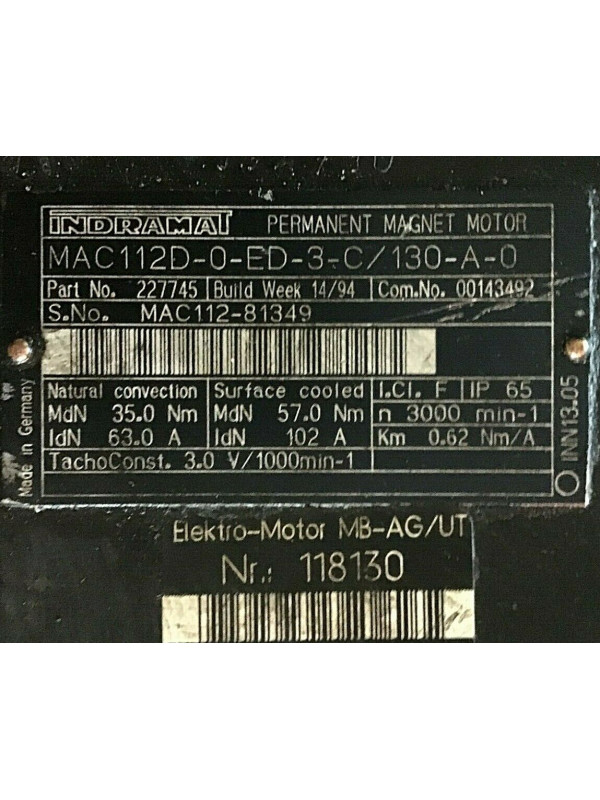 INDRAMAT PERMANENT MAGNET MOTOR
MAC112D-0-ED-3-C/130-A-0
Part No. 227745 Build Week 14/94 Com.No. 00143492
S.No. MAC112-81349
Natural convection Surface cooled I.Cl. F IP 65
MdN 35.0 Nm MdN 57.0 Nm n 3000 min-1
IdN 63.0 A IdN 102 A Km 0.62 Nm/A
TachoConst. 3.0 V/1000min-1
Made in Germany
INN13.05
Elektro-Motor MB-AG/UT
Nr.: 118130